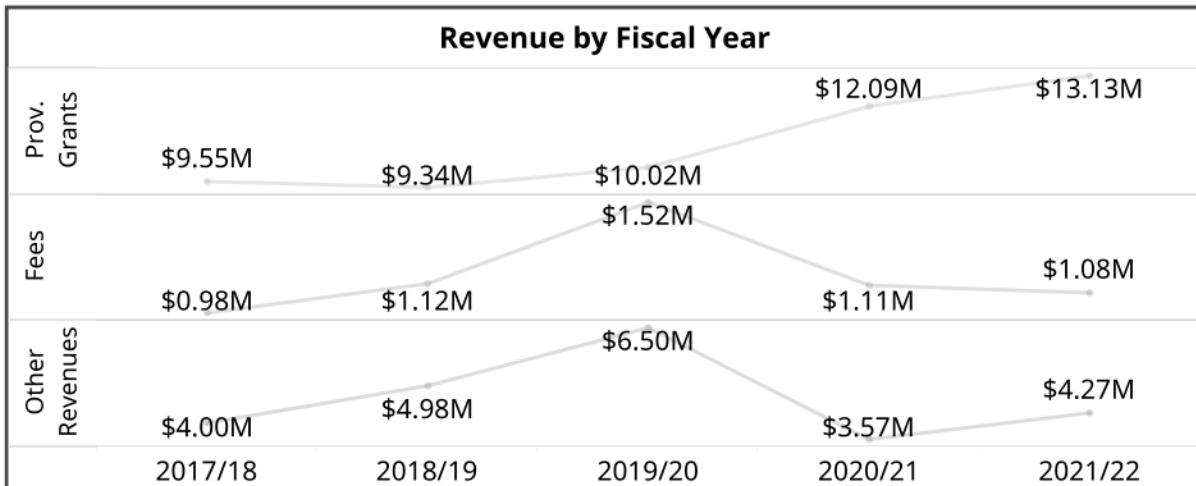 Revenue by Fiscal Year
Prov.
Grants
$9.55M
$9.34M
$10.02M
$12.09M
$13.13M
Fees
$0.98M
$1.12M
$1.52M
$1.11M
$1.08M
Other
Revenues
$4.00M
$4.98M
$6.50M
$3.57M
$4.27M
2017/18 2018/19 2019/20 2020/21 2021/22